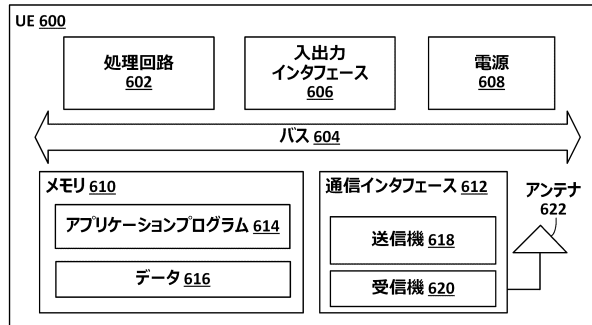 UE 600
処理回路
602
入出力
インタフェース
606
電源
608
バス 604
メモリ 610
アプリケーションプログラム 614
データ 616
通信インタフェース 612
送信機 618
受信機 620
アンテナ
622